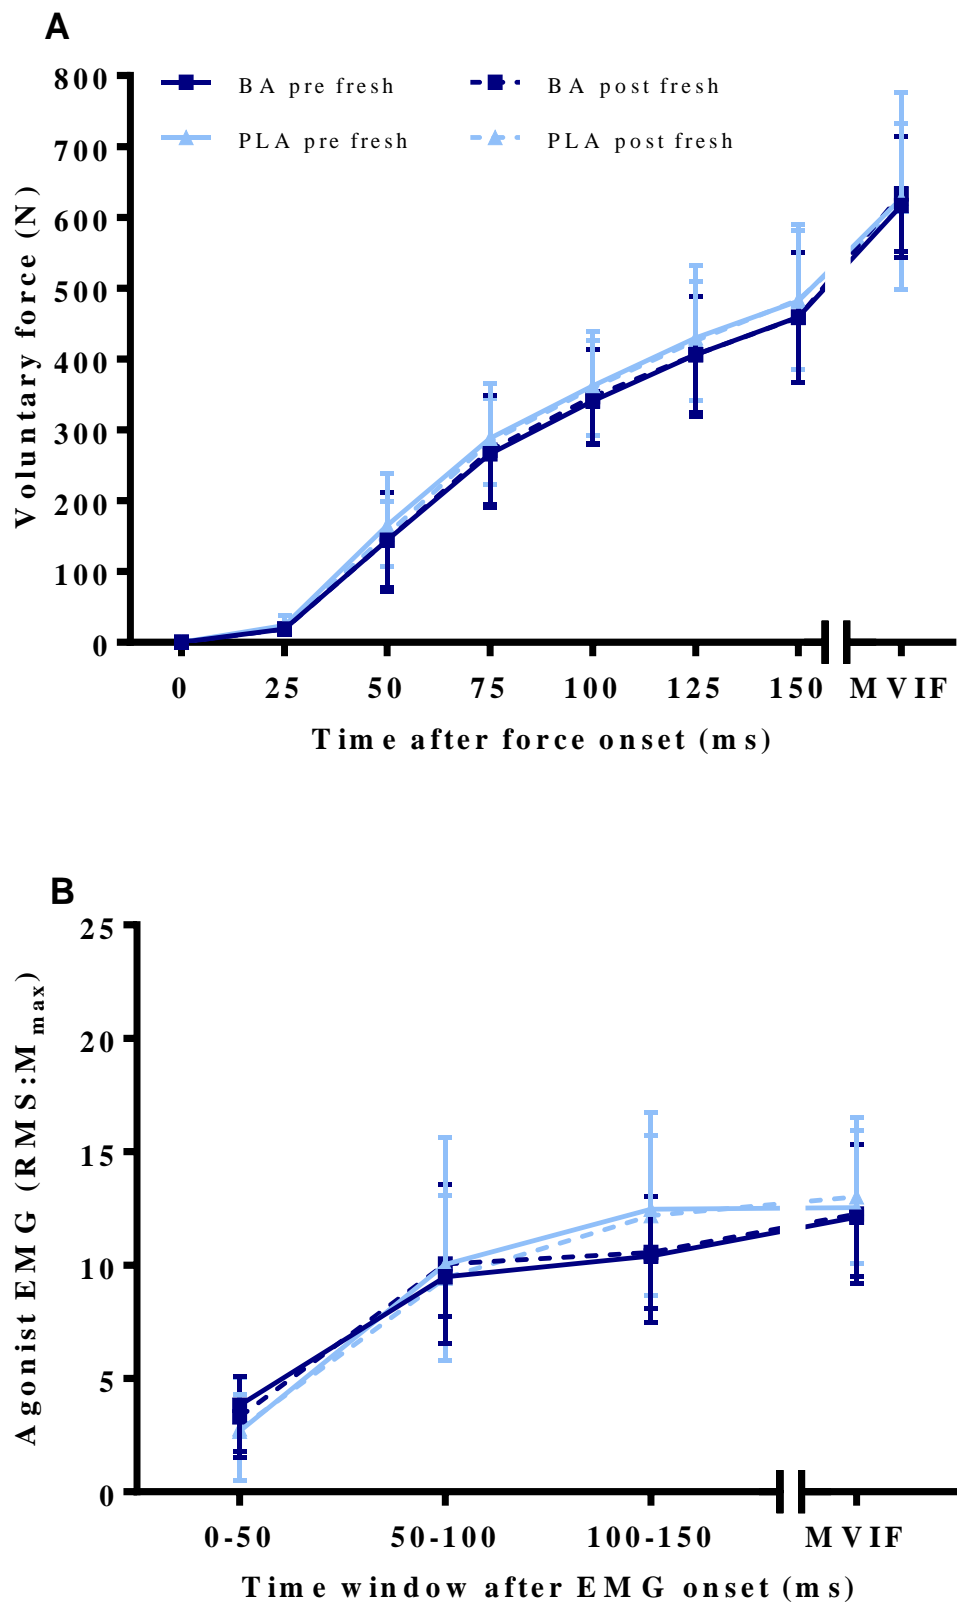 A
BA pre fresh BA post fresh
PLA pre fresh PLA post fresh
Voluntary force (N)
800
700
600
500
400
300
200
100
0
0 25 50 75 100 125 150 MVIF
Time after force onset (ms)
B
Agonist EMG (RMS:Mmax)
25
20
15
10
5
0
0-50 50-100 100-150 MVIF
Time window after EMG onset (ms)